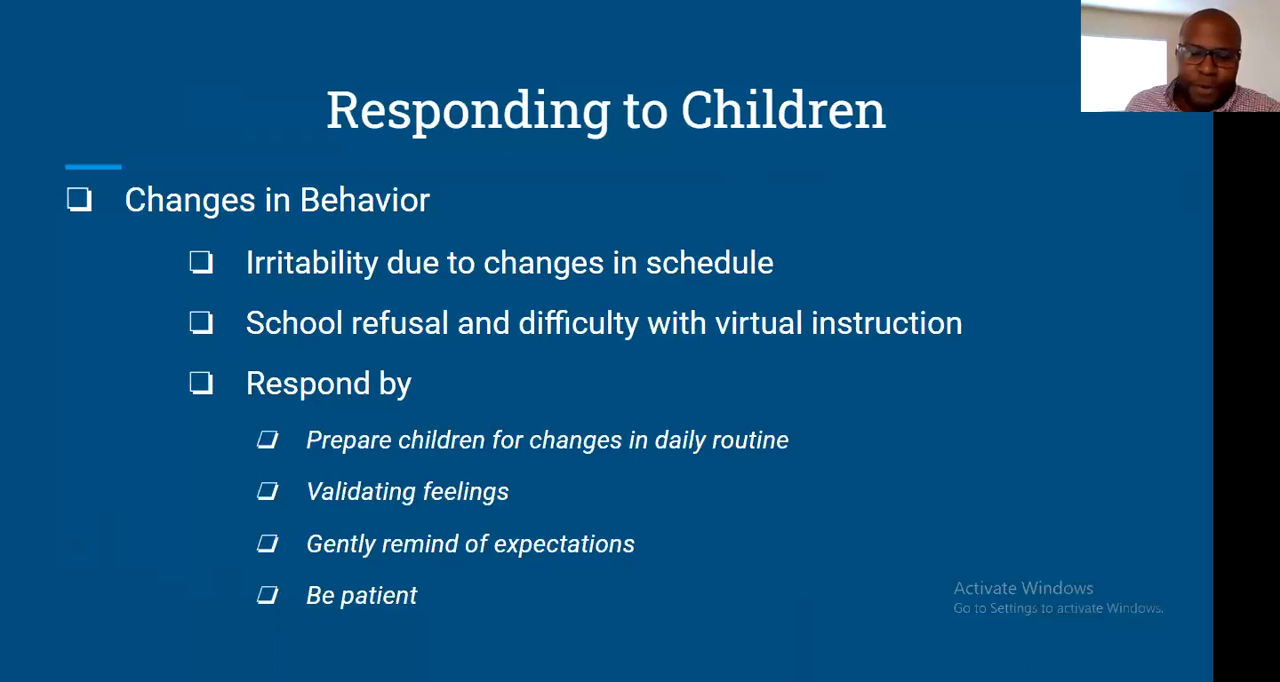 Responding to Children
Changes in Behavior
Irritability due to changes in schedule
School refusal and difficulty with virtual instruction
Respond by
Prepare children for changes in daily routine
Validating feelings
Gently remind of expectations
Be patient
Activate Windows
Go to Settings to activate Windows.